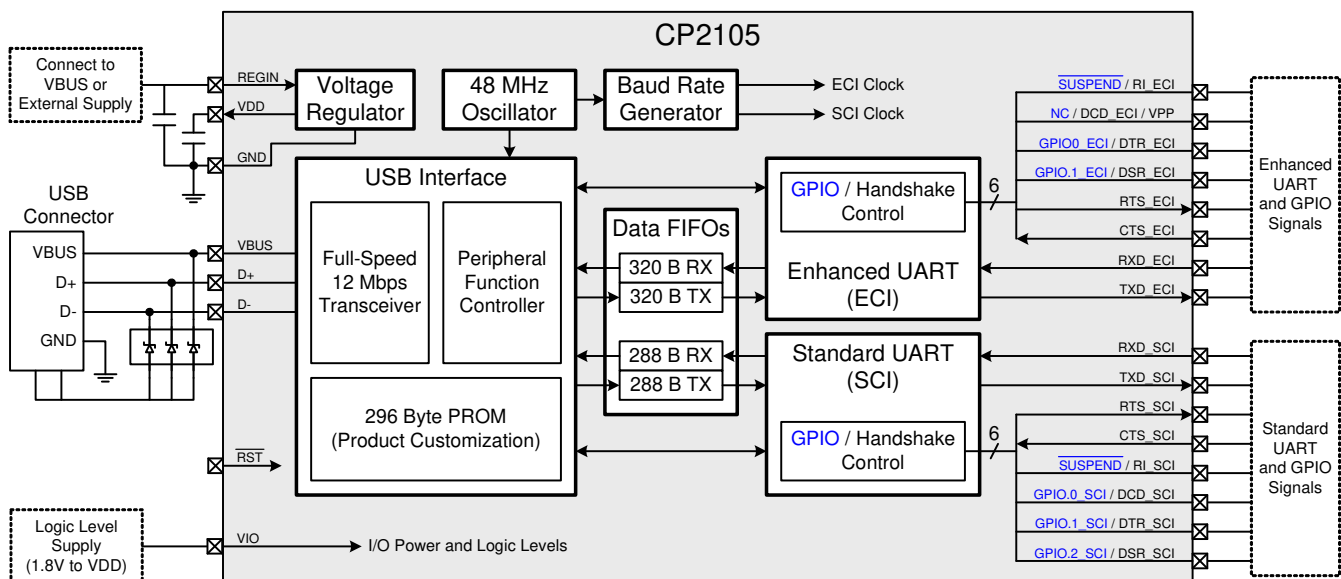 CP2105
Connect to
VBUS or
External Supply
REGIN
VDD
GND
Voltage
Regulator
48 MHz
Oscillator
Baud Rate
Generator
ECI Clock
SCI Clock
USB
Connector
VBUS
D+
D-
GND
VBUS
D+
D-
USB Interface
Full-Speed
12 Mbps
Transceiver
Peripheral
Function
Controller
296 Byte PROM
(Product Customization)
Data FIFOs
320 B RX
320 B TX
288 B RX
288 B TX
GPIO / Handshake
Control
6
Enhanced UART
(ECI)
Standard UART
(SCI)
GPIO / Handshake
Control
6
SUSPEND / RI_ECI
NC / DCD_ECI / VPP
GPIO0_ECI / DTR_ECI
GPIO.1_ECI / DSR_ECI
RTS_ECI
CTS_ECI
RXD_ECI
TXD_ECI
Enhanced
UART
and GPIO
Signals
RXD_SCI
TXD_SCI
RTS_SCI
CTS_SCI
SUSPEND / RI_SCI
GPIO.0_SCI / DCD_SCI
GPIO.1_SCI / DTR_SCI
GPIO.2_SCI / DSR_SCI
Standard
UART
and GPIO
Signals
RST
Logic Level
Supply
(1.8V to VDD)
VIO
I/O Power and Logic Levels